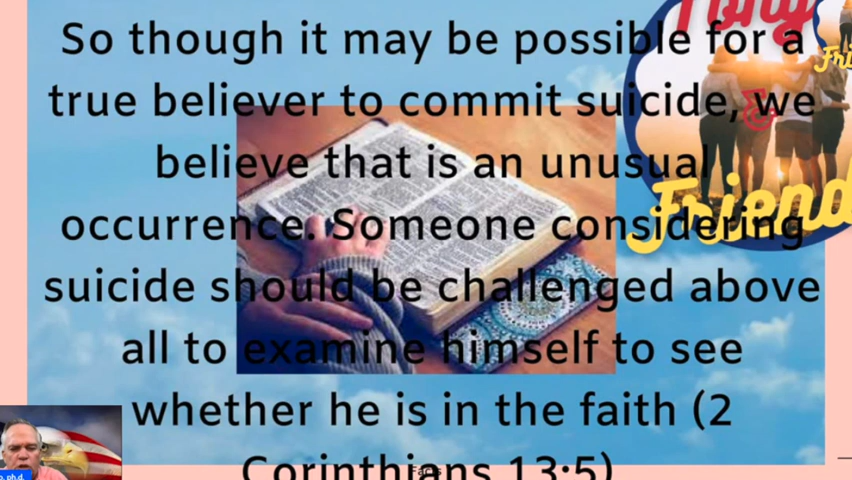 So though it may be possible for a
true believer to commit suicide, we
believe that is an unusual
occurrence. Someone considering
suicide should be challenged above
all to examine himself to see
whether he is in the faith (2
Corinthians 13:5)
Friend
ph.d.